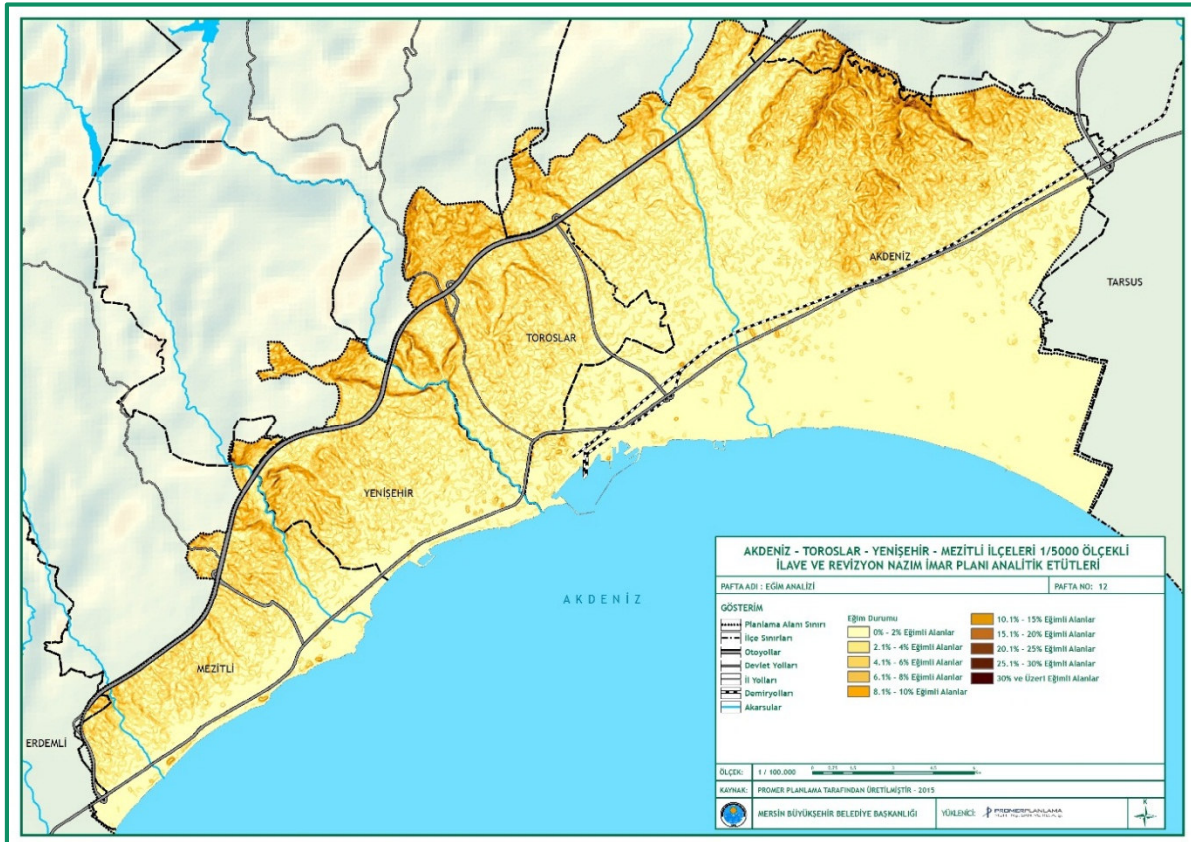 AKDENİZ
TARSUS
TOROSLAR
YENİŞEHİR
AKDENİZ
MEZİTLİ
ERDEMLİ
AKDENİZ - TOROSLAR - YENİŞEHİR - MEZİTLİ İLÇELERİ 1/5000 ÖLÇEKLİ
İLAVE VE REVİZYON NAZIM İMAR PLANI ANALİTİK ETÜTLERİ
PAFTA ADI : EĞİM ANALİZİ
PAFTA NO: 12
GÖSTERİM
Planlama Alanı Sınırı
İlçe Sınırları
Otoyollar
Devlet Yolları
İl Yolları
Demiryolları
Akarsular
Eğim Durumu
0% - 2% Eğimli Alanlar
2.1% - 4% Eğimli Alanlar
4.1% - 6% Eğimli Alanlar
6.1% - 8% Eğimli Alanlar
8.1% - 10% Eğimli Alanlar
10.1% - 15% Eğimli Alanlar
15.1% - 20% Eğimli Alanlar
20.1% - 25% Eğimli Alanlar
25.1% - 30% Eğimli Alanlar
30% ve Üzeri Eğimli Alanlar
ÖLÇEK: 1 / 100.000
KAYNAK: PROMER PLANLAMA TARAFINDAN ÜRETİLMİŞTİR - 2015
MERSİN BÜYÜKŞEHİR BELEDİYE BAŞKANLIĞI
YÜKLENİCİ: PROMERPLANLAMA
K